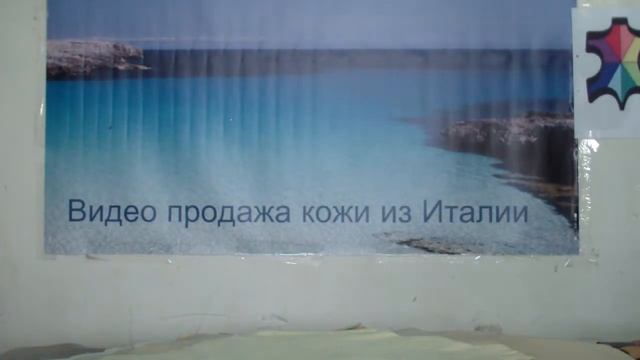 Видео продажа кожи из Италии